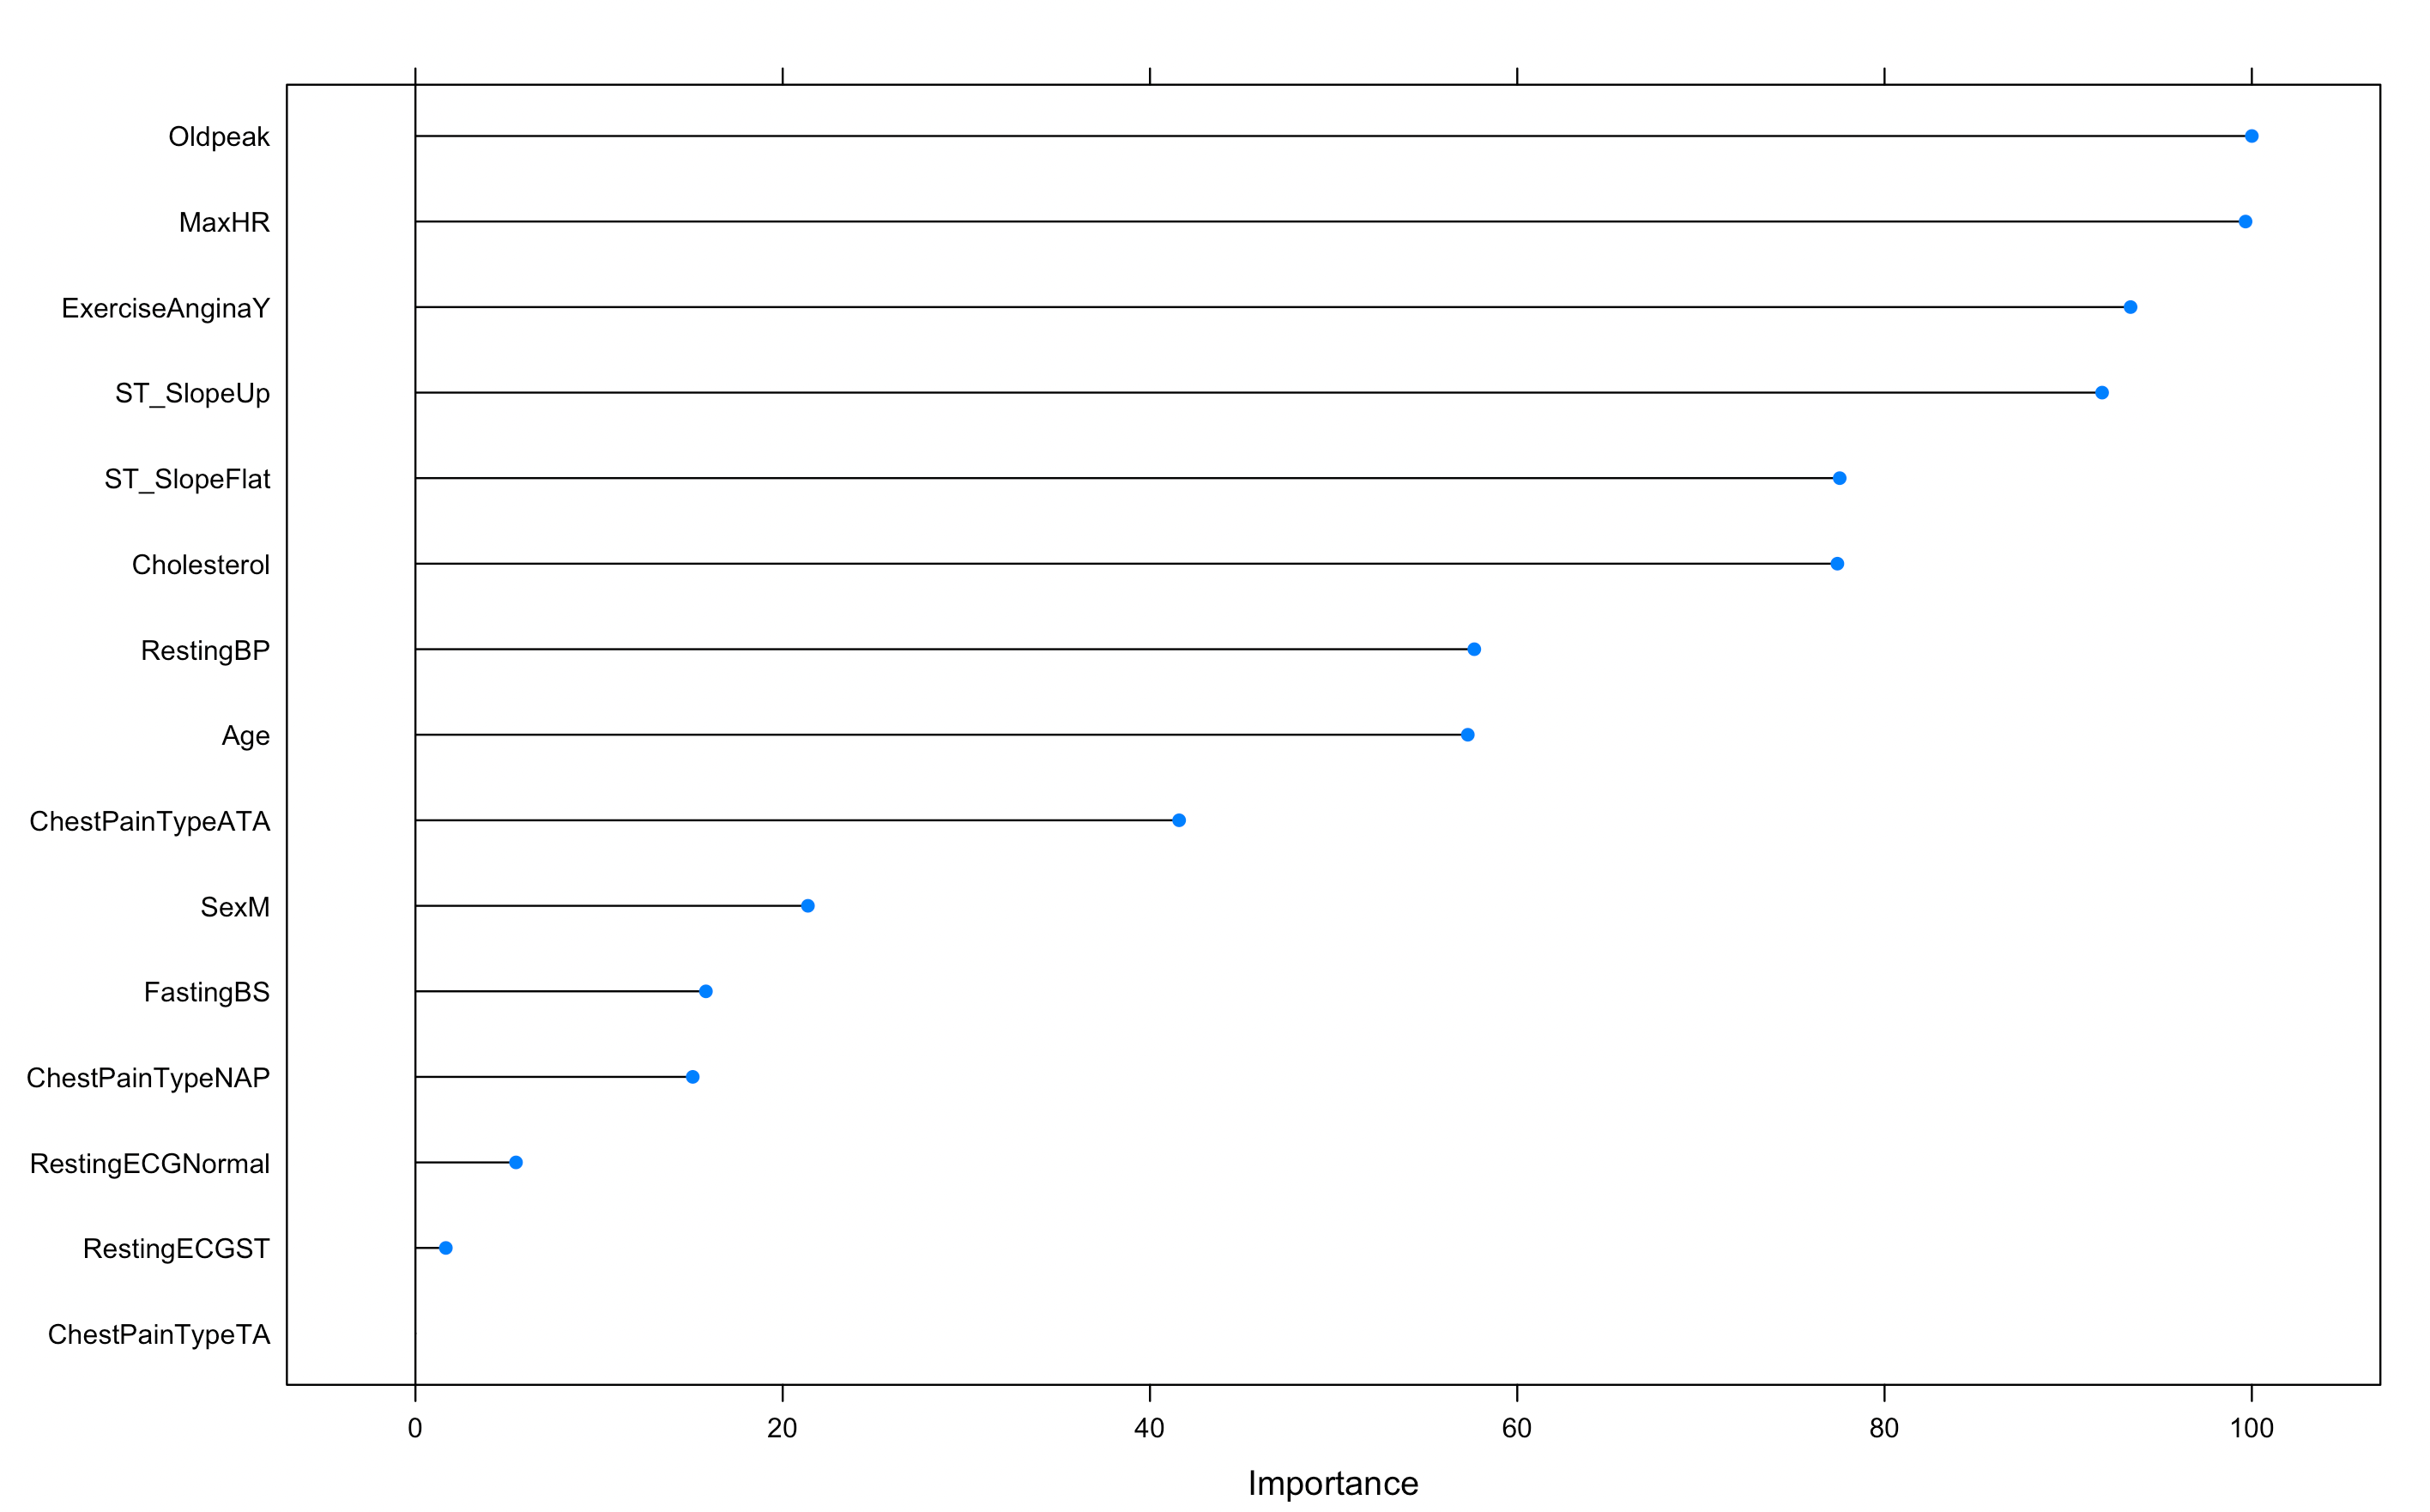 Oldpeak
MaxHR
ExerciseAnginaY
ST_SlopeUp
ST_SlopeFlat
Cholesterol
RestingBP
Age
ChestPainTypeATA
SexM
FastingBS
ChestPainTypeNAP
RestingECGNormal
RestingECGST
ChestPainTypeTA
0 20 40 60 80 100
Importance